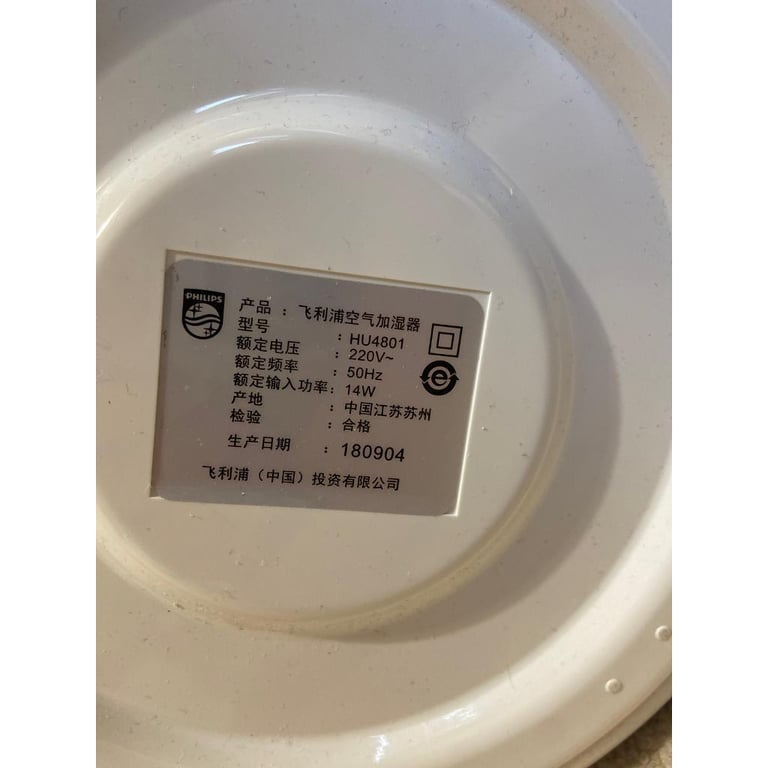 PHILIPS
产品：飞利浦空气加湿器
型号：HU4801
额定电压：220V~
额定频率：50Hz
额定输入功率：14W
产地：中国江苏苏州
检验：合格
生产日期：180904
飞利浦（中国）投资有限公司
e